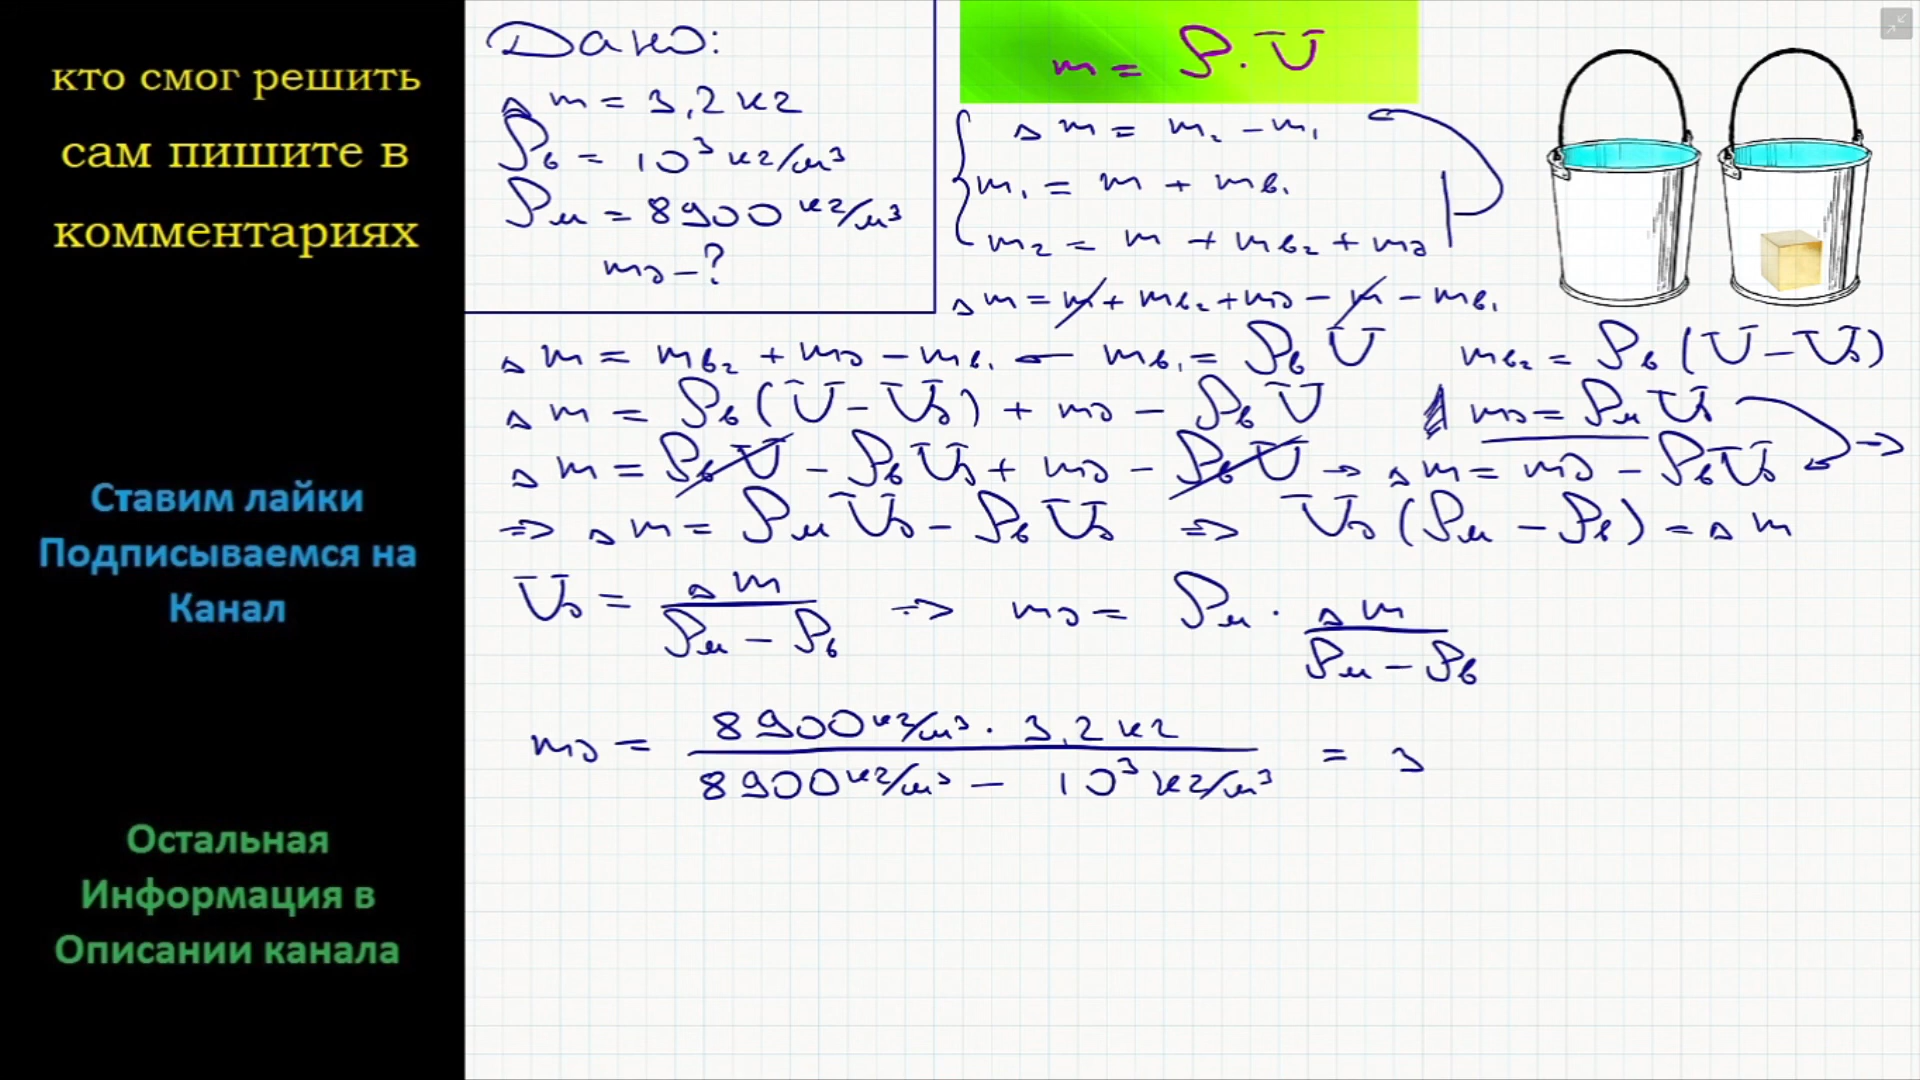 кто смог решить
сам пишите в
комментариях
Ставим лайки
Подписываемся на
Канал
Остальная
Информация в
Описании канала
Дано:
Δm = 3,2 кг
ρв = 10³ кг/м³
ρм = 8900 кг/м³
mд – ?
m = ρ · V
Δm = m₂ – m₁
m₁ = m + mв₁
m₂ = m + mв₂ + mд
Δm = m + mв₂ + mд – m – mв₁
Δm = mв₂ + mд – mв₁ ← mв₁ = ρв V mв₂ = ρв (V – Vд)
Δm = ρв (V – Vд) + mд – ρв V mд = ρм Vд
Δm = ρв V – ρв Vд + mд – ρв V → Δm = mд – ρв Vд ⇒
⇒ Δm = ρм Vд – ρв Vд ⇒ Vд (ρм – ρв) = Δm
Vд = Δm / (ρм – ρв) ⇒ mд = ρм · Δm / (ρм – ρв)
mд = 8900 кг/м³ · 3,2 кг / (8900 кг/м³ – 10³ кг/м³) = 3